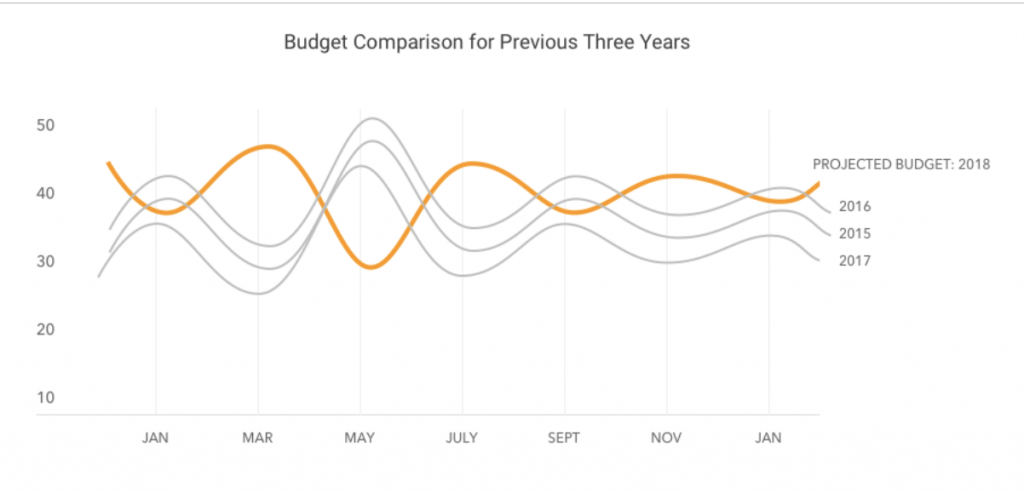 Budget Comparison for Previous Three Years
50
40
30
20
10
PROJECTED BUDGET: 2018
2016
2015
2017
JAN MAR MAY JULY SEPT NOV JAN